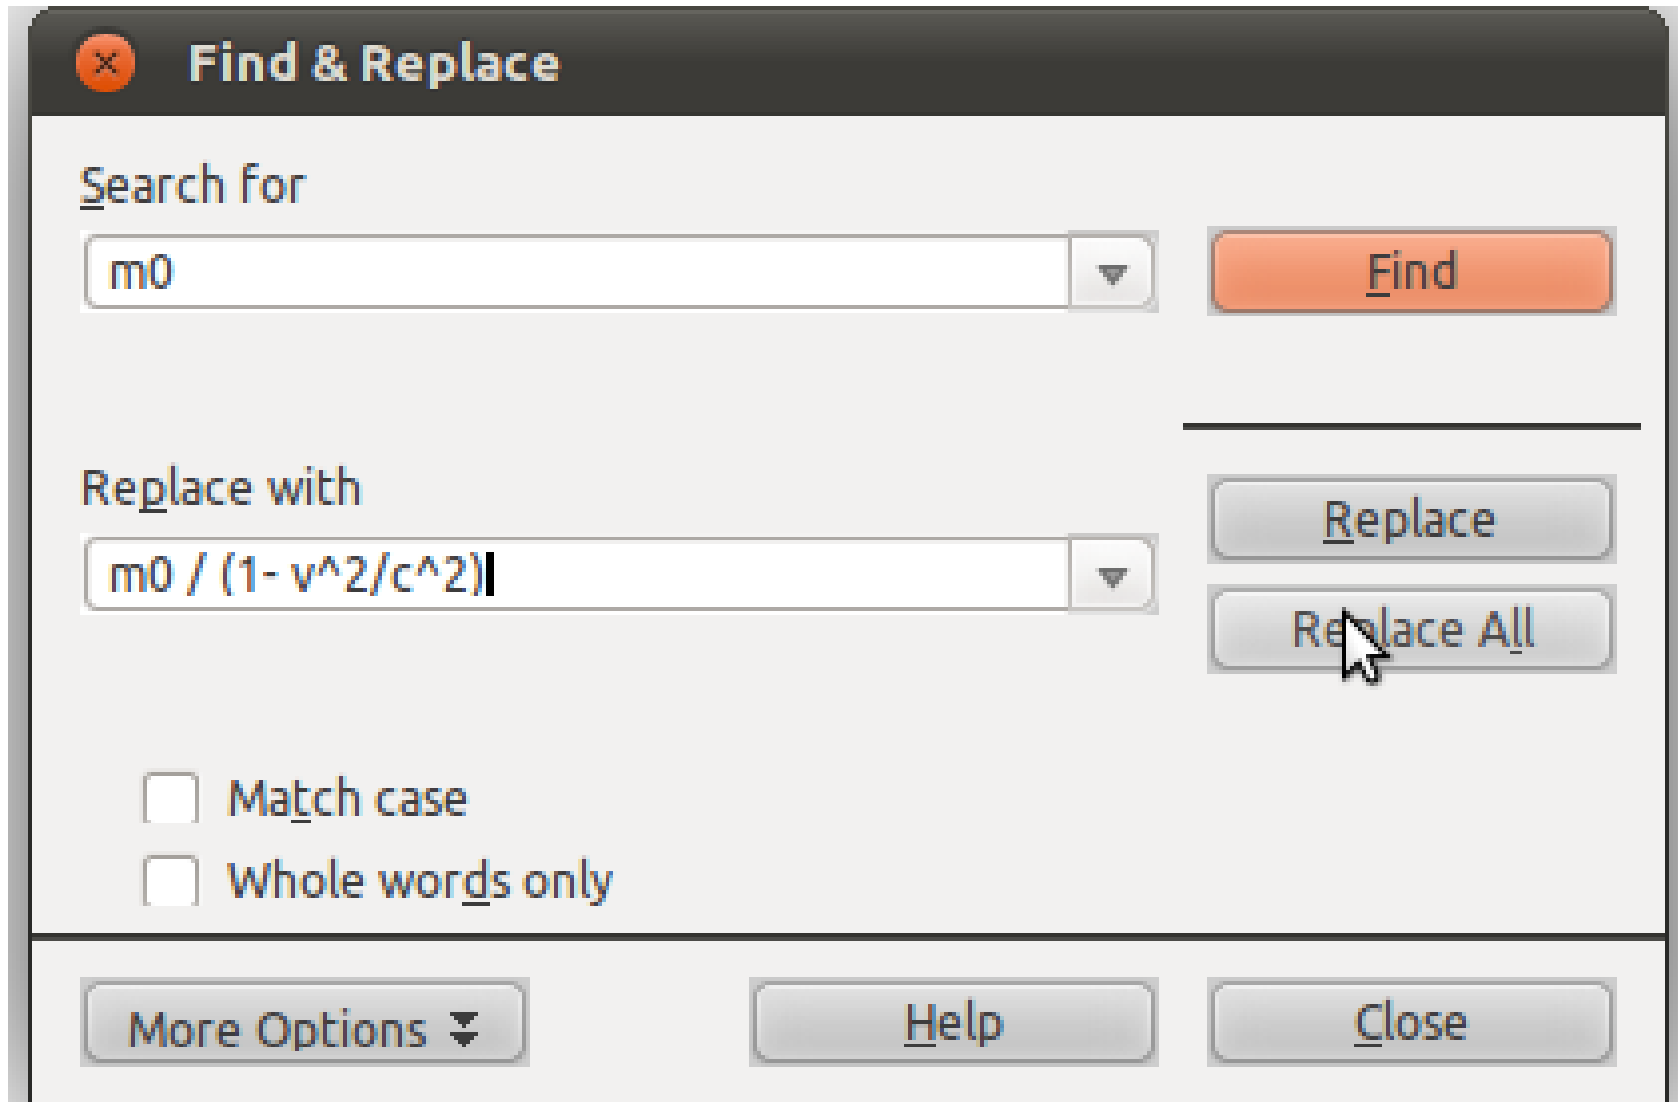 Find & Replace
Search for
m0
Find
Replace with
Replace
m0 / (1- v^2/c^2)
Replace All
Match case
Whole words only
More Options
Help
Close